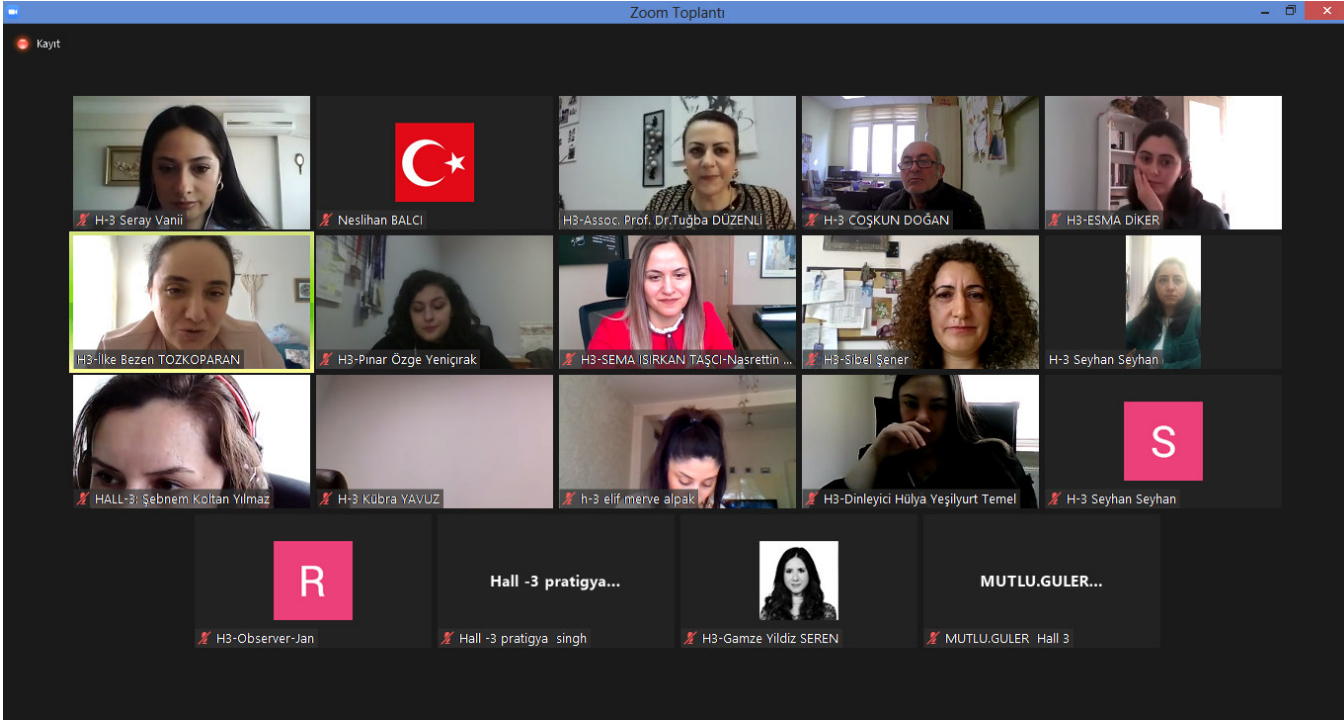 Zoom Toplantı
Kayıt
H-3 Seray Vanii
Neslihan BALCI
H3-Assoc. Prof. Dr.Tuğba DÜZENLİ
H-3 COŞKUN DOĞAN
H3-ESMA DİKER
H3-İlke Bezen TOZKOPARAN
H3-Pınar Özge Yeniçırak
H3-SEMA ISIRKAN TAŞCI-Nasrettin ...
H3-Sibel Şener
H-3 Seyhan Seyhan
HALL-3: Şebnem Koltan Yılmaz
H-3 Kübra YAVUZ
h-3 elif merve alpak
H3-Dinleyici Hülya Yeşilyurt Temel
S
H-3 Seyhan Seyhan
R
H3-Observer-Jan
Hall -3 pratigya...
Hall -3 pratigya singh
H3-Gamze Yildiz SEREN
MUTLU.GULER...
MUTLU.GULER Hall 3